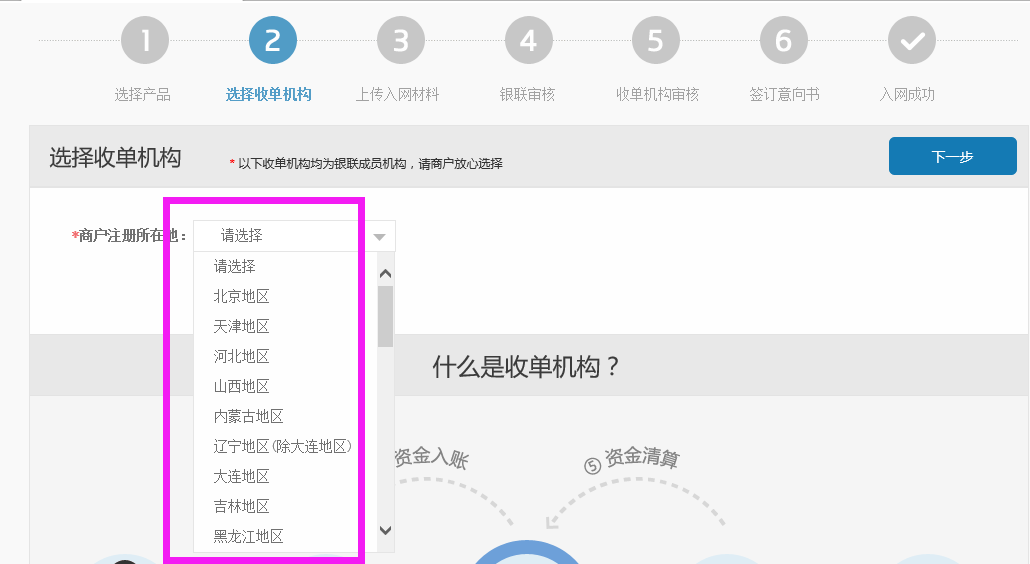 1 2 3 4 5 6
选择产品 选择收单机构 上传入网材料 银联审核 收单机构审核 签订意向书 入网成功
选择收单机构 * 以下收单机构均为银联成员机构，请商户放心选择 下一步
*商户注册所在地： 请选择
请选择
北京地区
天津地区
河北地区
山西地区
什么是收单机构？
内蒙古地区
辽宁地区(除大连地区)
资金入账 ⑤ 资金清算
大连地区
吉林地区
黑龙江地区